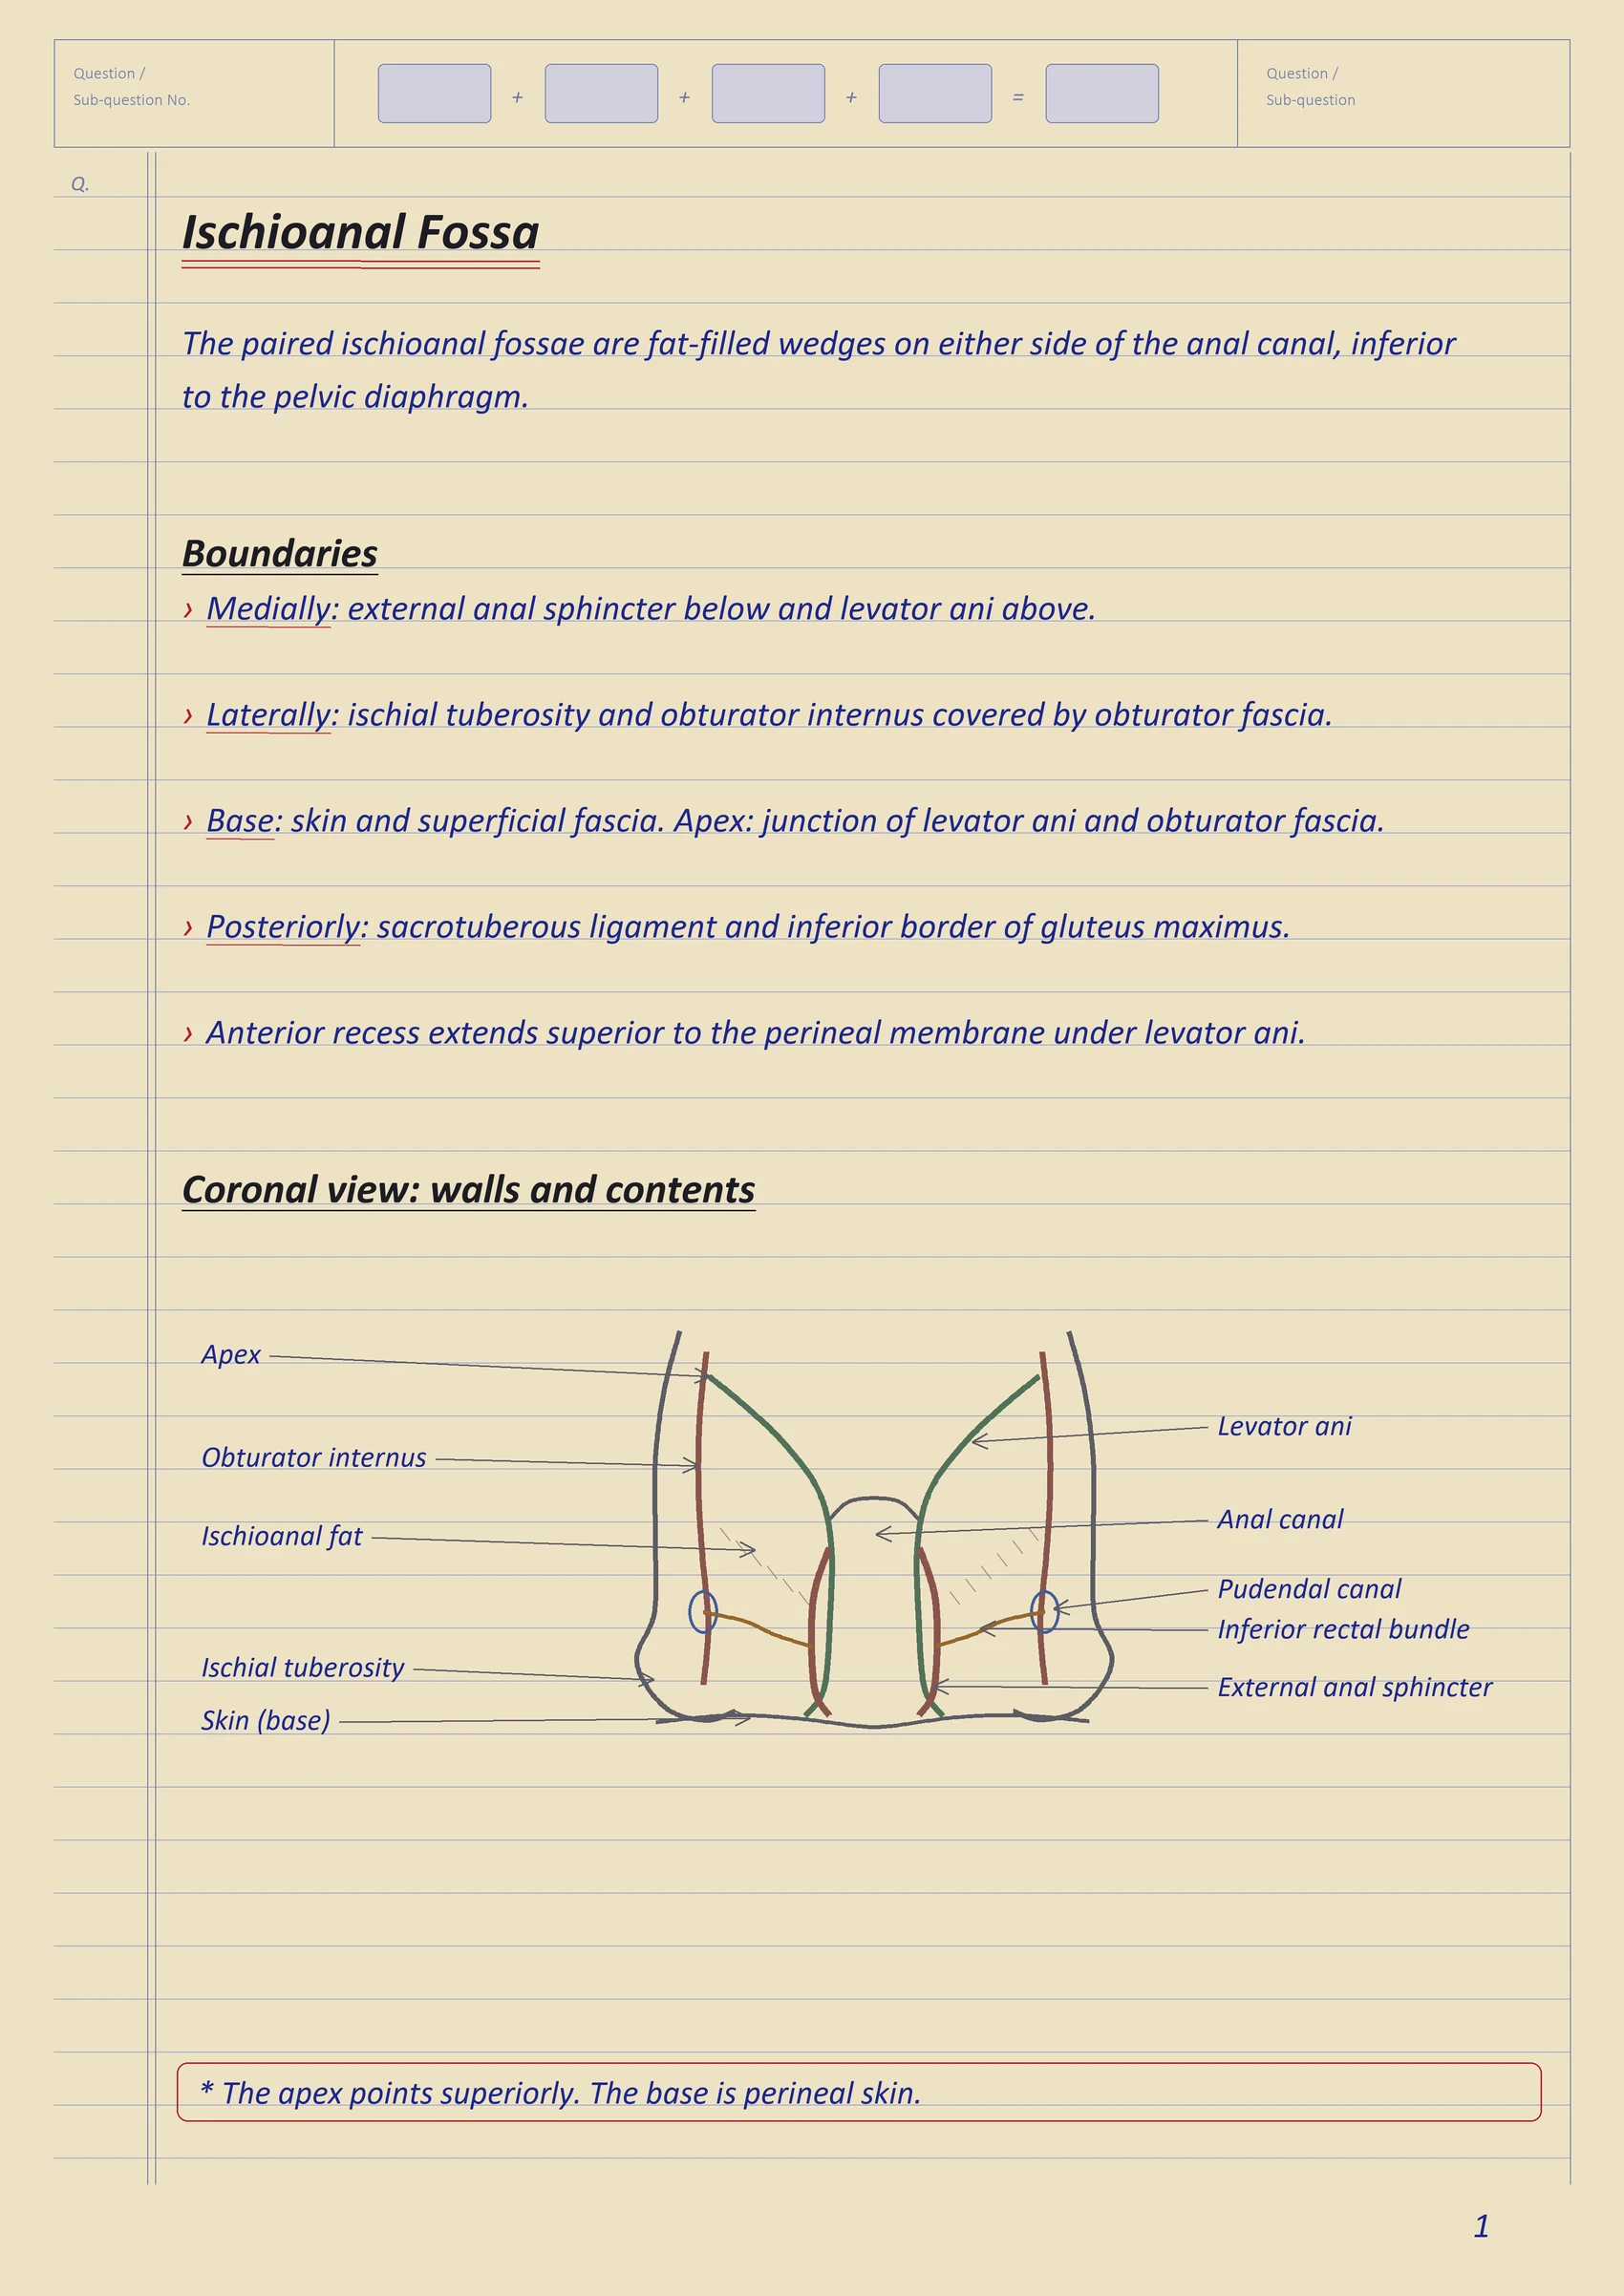 Question /
Sub-question No.
+ + + =
Question /
Sub-question
Q.
Ischioanal Fossa
The paired ischioanal fossae are fat-filled wedges on either side of the anal canal, inferior
to the pelvic diaphragm.
Boundaries
› Medially: external anal sphincter below and levator ani above.
› Laterally: ischial tuberosity and obturator internus covered by obturator fascia.
› Base: skin and superficial fascia. Apex: junction of levator ani and obturator fascia.
› Posteriorly: sacrotuberous ligament and inferior border of gluteus maximus.
› Anterior recess extends superior to the perineal membrane under levator ani.
Coronal view: walls and contents
Apex
Obturator internus
Ischioanal fat
Ischial tuberosity
Skin (base)
Levator ani
Anal canal
Pudendal canal
Inferior rectal bundle
External anal sphincter
* The apex points superiorly. The base is perineal skin.
1